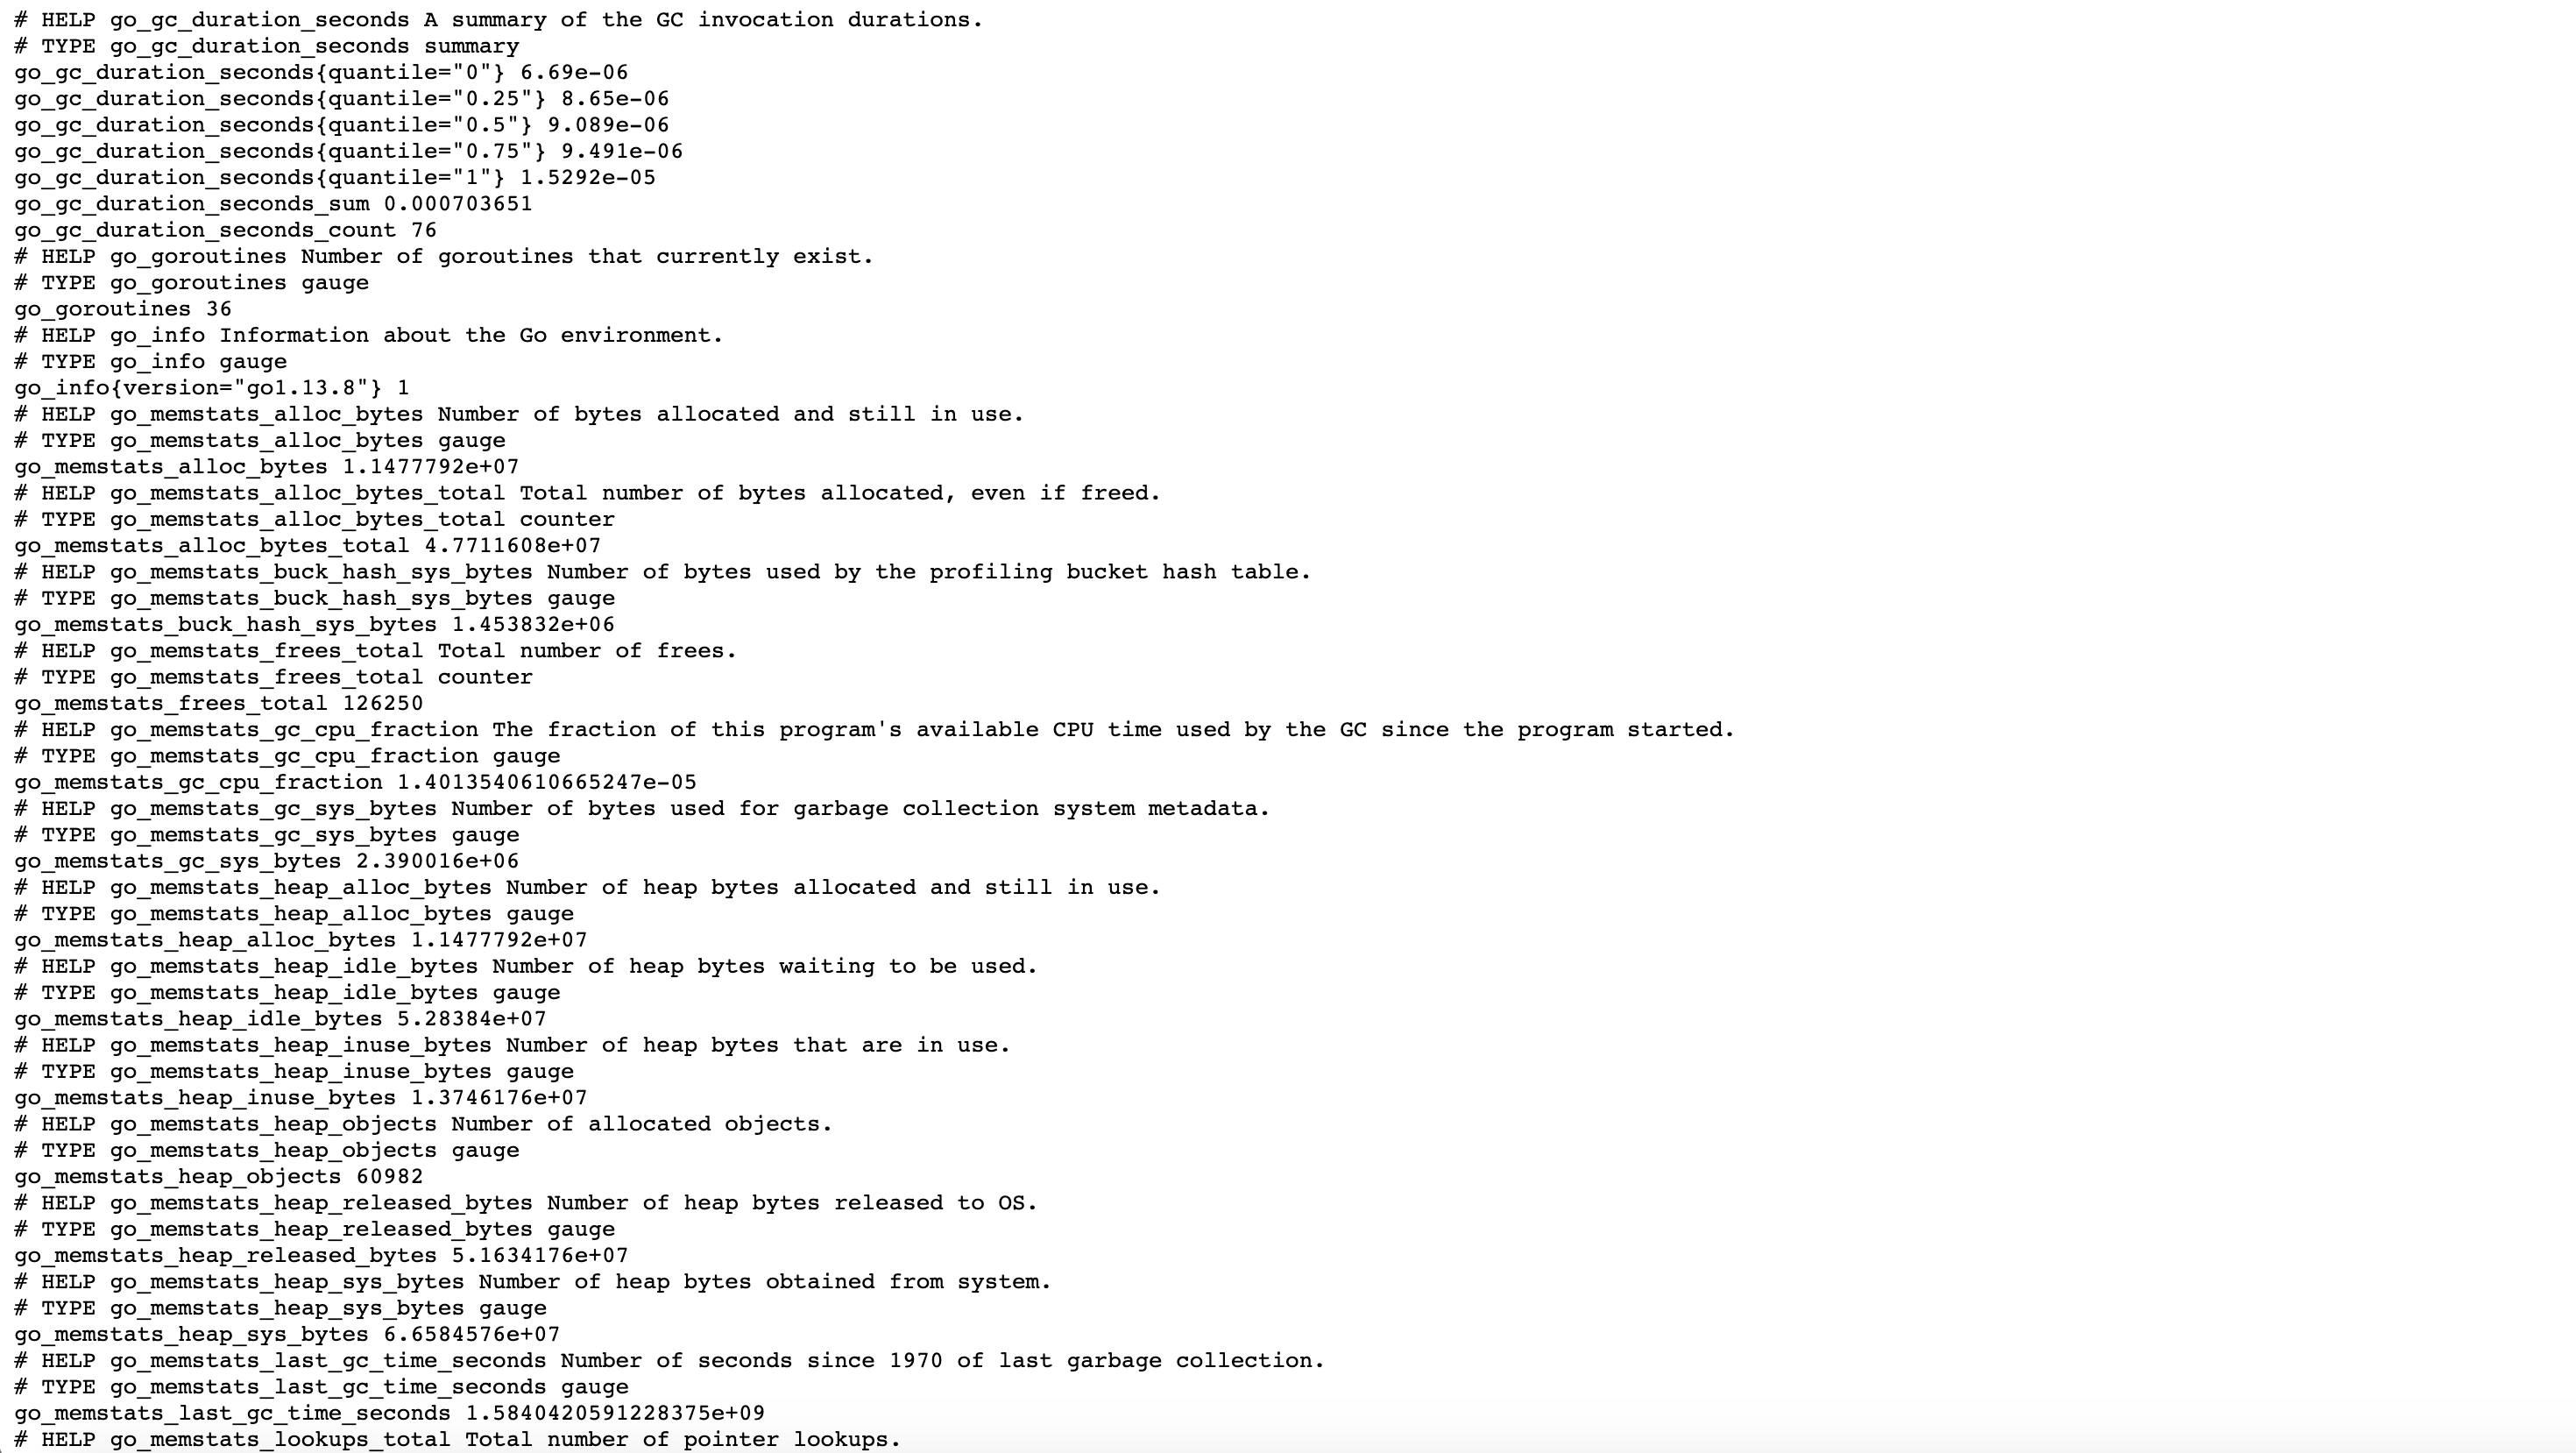 # HELP go_gc_duration_seconds A summary of the GC invocation durations.
# TYPE go_gc_duration_seconds summary
go_gc_duration_seconds{quantile="0"} 6.69e-06
go_gc_duration_seconds{quantile="0.25"} 8.65e-06
go_gc_duration_seconds{quantile="0.5"} 9.089e-06
go_gc_duration_seconds{quantile="0.75"} 9.491e-06
go_gc_duration_seconds{quantile="1"} 1.5292e-05
go_gc_duration_seconds_sum 0.000703651
go_gc_duration_seconds_count 76
# HELP go_goroutines Number of goroutines that currently exist.
# TYPE go_goroutines gauge
go_goroutines 36
# HELP go_info Information about the Go environment.
# TYPE go_info gauge
go_info{version="go1.13.8"} 1
# HELP go_memstats_alloc_bytes Number of bytes allocated and still in use.
# TYPE go_memstats_alloc_bytes gauge
go_memstats_alloc_bytes 1.1477792e+07
# HELP go_memstats_alloc_bytes_total Total number of bytes allocated, even if freed.
# TYPE go_memstats_alloc_bytes_total counter
go_memstats_alloc_bytes_total 4.7711608e+07
# HELP go_memstats_buck_hash_sys_bytes Number of bytes used by the profiling bucket hash table.
# TYPE go_memstats_buck_hash_sys_bytes gauge
go_memstats_buck_hash_sys_bytes 1.453832e+06
# HELP go_memstats_frees_total Total number of frees.
# TYPE go_memstats_frees_total counter
go_memstats_frees_total 126250
# HELP go_memstats_gc_cpu_fraction The fraction of this program's available CPU time used by the GC since the program started.
# TYPE go_memstats_gc_cpu_fraction gauge
go_memstats_gc_cpu_fraction 1.4013540610665247e-05
# HELP go_memstats_gc_sys_bytes Number of bytes used for garbage collection system metadata.
# TYPE go_memstats_gc_sys_bytes gauge
go_memstats_gc_sys_bytes 2.390016e+06
# HELP go_memstats_heap_alloc_bytes Number of heap bytes allocated and still in use.
# TYPE go_memstats_heap_alloc_bytes gauge
go_memstats_heap_alloc_bytes 1.1477792e+07
# HELP go_memstats_heap_idle_bytes Number of heap bytes waiting to be used.
# TYPE go_memstats_heap_idle_bytes gauge
go_memstats_heap_idle_bytes 5.28384e+07
# HELP go_memstats_heap_inuse_bytes Number of heap bytes that are in use.
# TYPE go_memstats_heap_inuse_bytes gauge
go_memstats_heap_inuse_bytes 1.3746176e+07
# HELP go_memstats_heap_objects Number of allocated objects.
# TYPE go_memstats_heap_objects gauge
go_memstats_heap_objects 60982
# HELP go_memstats_heap_released_bytes Number of heap bytes released to OS.
# TYPE go_memstats_heap_released_bytes gauge
go_memstats_heap_released_bytes 5.1634176e+07
# HELP go_memstats_heap_sys_bytes Number of heap bytes obtained from system.
# TYPE go_memstats_heap_sys_bytes gauge
go_memstats_heap_sys_bytes 6.6584576e+07
# HELP go_memstats_last_gc_time_seconds Number of seconds since 1970 of last garbage collection.
# TYPE go_memstats_last_gc_time_seconds gauge
go_memstats_last_gc_time_seconds 1.5840420591228375e+09
# HELP go_memstats_lookups_total Total number of pointer lookups.